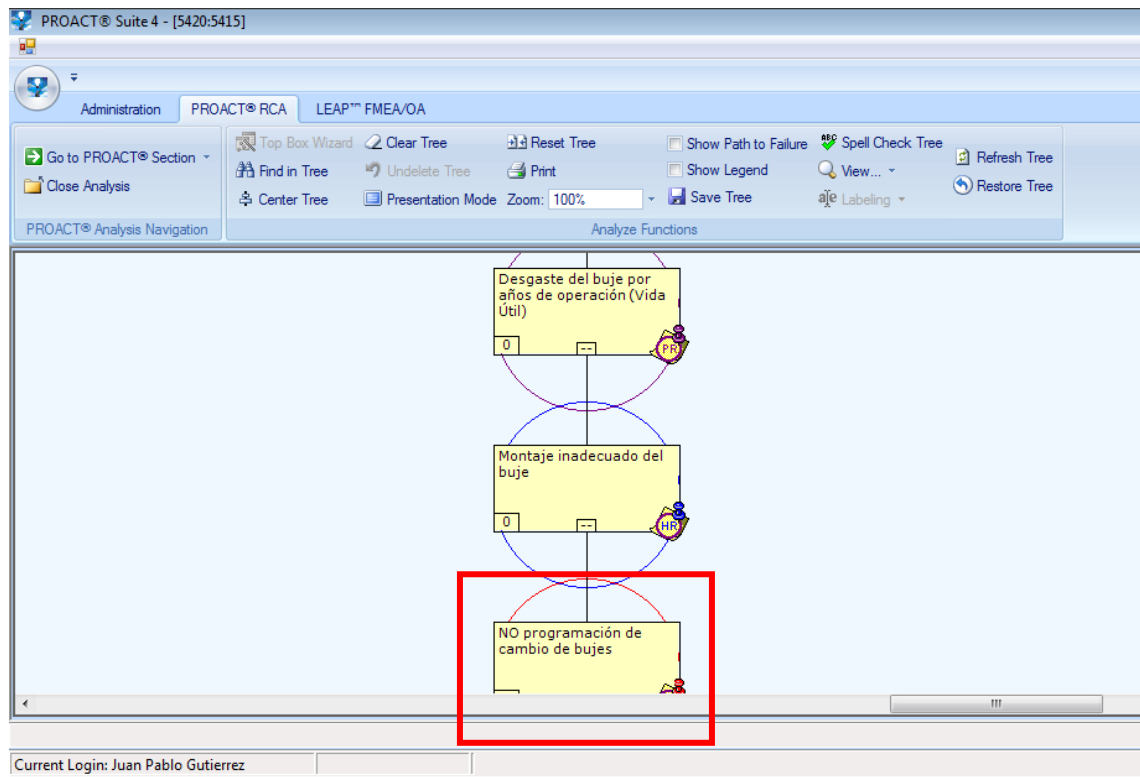 PROACT® Suite 4 - [5420:5415]
Administration PROACT® RCA LEAP™ FMEA/OA
Go to PROACT® Section
Close Analysis
PROACT® Analysis Navigation
Top Box Wizard Clear Tree Reset Tree Show Path to Failure Spell Check Tree Refresh Tree
Find in Tree Undelete Tree Print Show Legend View... Restore Tree
Center Tree Presentation Mode Zoom: 100% Save Tree Labeling
Analyze Functions
Desgaste del buje por
años de operación (Vida
Útil)
0 -- PR
Montaje inadecuado del
buje
0 -- HR
NO programación de
cambio de bujes
Current Login: Juan Pablo Gutierrez